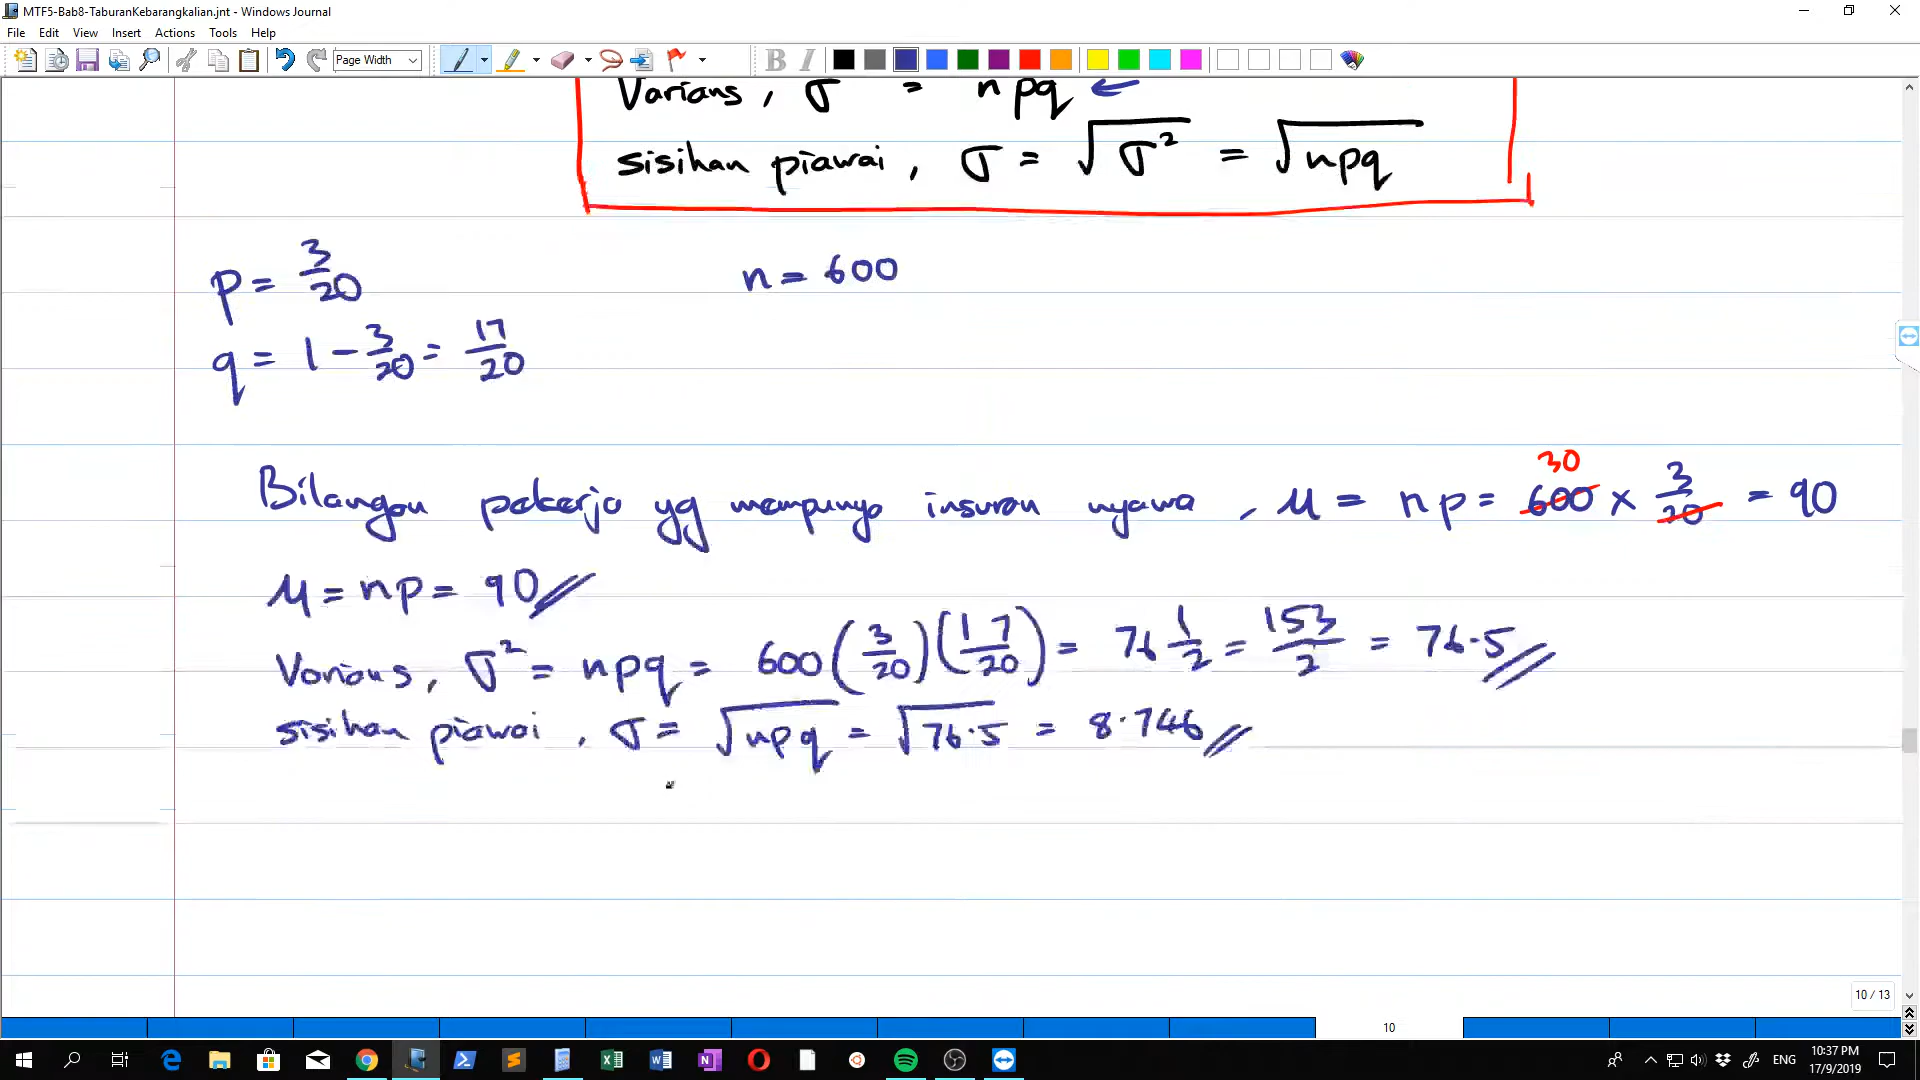 MTF5-Bab8-TaburanKebarangkalian.jnt - Windows Journal
File Edit View Insert Actions Tools Help
Page Width
B I
Varians, σ = npq ←
sisihan piawai, σ = √σ² = √npq
p = 3/20
n = 600
q = 1 - 3/20 = 17/20
30
Bilangan pekerja yg mempunya insuran nyawa, μ = np = 600 × 3/20 = 90
μ = np = 90
Varians, σ² = npq = 600 (3/20)(17/20) = 76 1/2 = 153/2 = 76.5
sisihan piawai, σ = √npq = √76.5 = 8.746
10 / 13
10
ENG
10:37 PM
17/9/2019